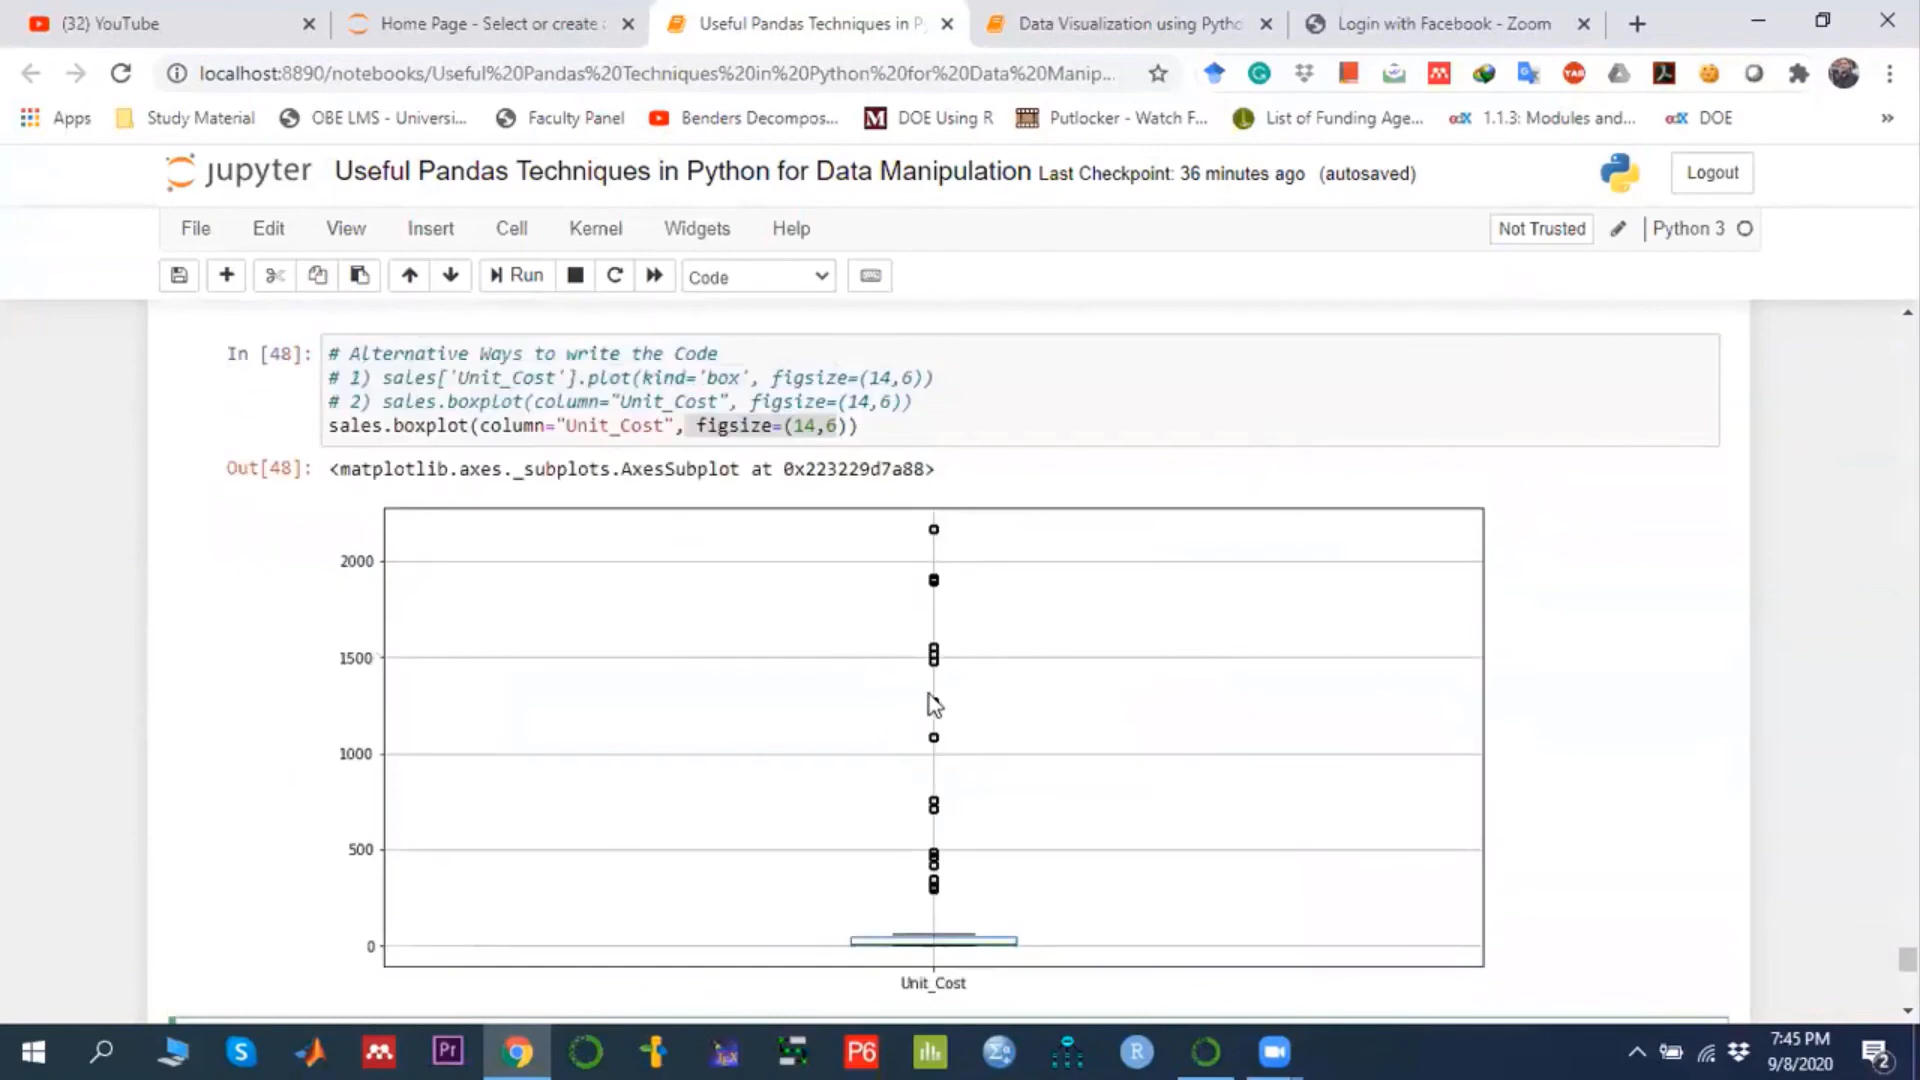 (32) YouTube
Home Page - Select or create a
Useful Pandas Techniques in P
Data Visualization using Pytho
Login with Facebook - Zoom
localhost:8890/notebooks/Useful%20Pandas%20Techniques%20in%20Python%20for%20Data%20Manip...
Apps
Study Material
OBE LMS - Universi...
Faculty Panel
Benders Decompos...
DOE Using R
Putlocker - Watch F...
List of Funding Age...
1.1.3: Modules and...
DOE
jupyter Useful Pandas Techniques in Python for Data Manipulation Last Checkpoint: 36 minutes ago (autosaved)
Logout
File Edit View Insert Cell Kernel Widgets Help
Not Trusted
Python 3
Run
Code
In [48]:
# Alternative Ways to write the Code
# 1) sales['Unit_Cost'].plot(kind='box', figsize=(14,6))
# 2) sales.boxplot(column="Unit_Cost", figsize=(14,6))
sales.boxplot(column="Unit_Cost", figsize=(14,6))
Out[48]: <matplotlib.axes._subplots.AxesSubplot at 0x223229d7a88>
2000
1500
1000
500
0
Unit_Cost
7:45 PM
9/8/2020
2